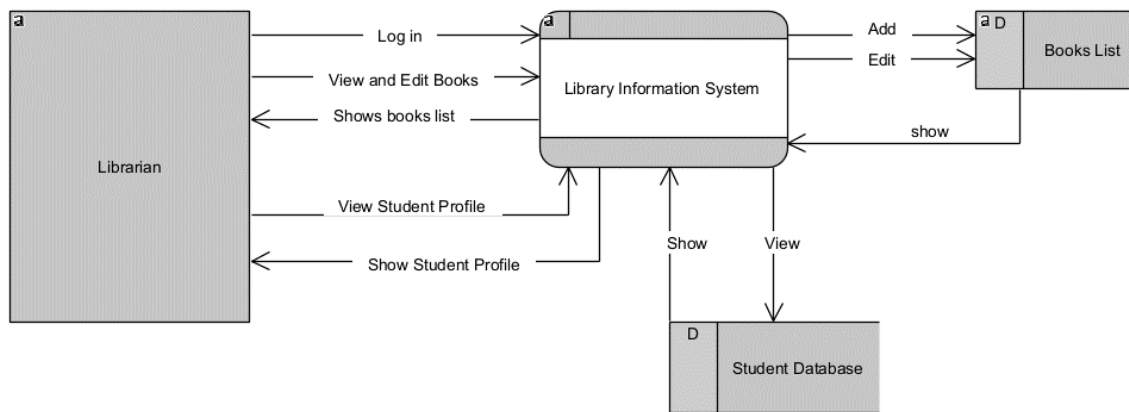 a
a
a D
Log in
Add
Edit
Books List
View and Edit Books
Library Information System
Shows books list
show
Librarian
View Student Profile
Show Student Profile
Show
View
D
Student Database